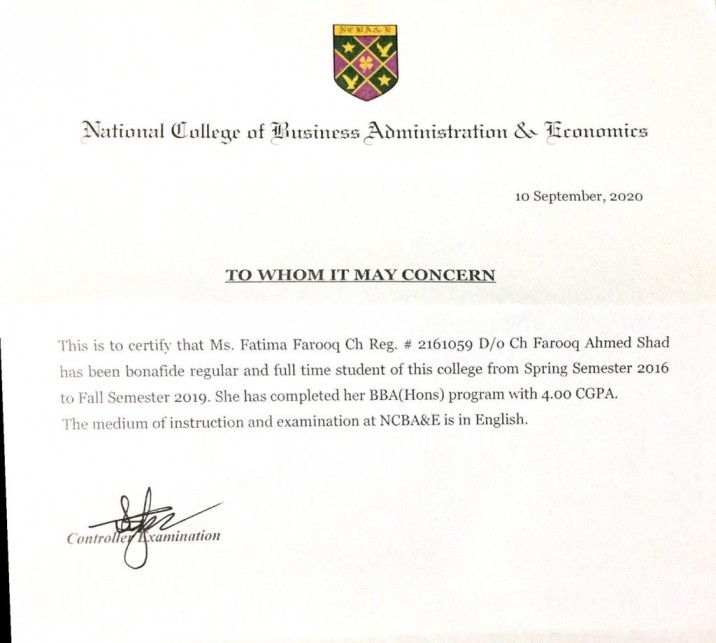 NCBA&E
National College of Business Administration & Economics
10 September, 2020
TO WHOM IT MAY CONCERN
This is to certify that Ms. Fatima Farooq Ch Reg. # 2161059 D/o Ch Farooq Ahmed Shad
has been bonafide regular and full time student of this college from Spring Semester 2016
to Fall Semester 2019. She has completed her BBA(Hons) program with 4.00 CGPA.
The medium of instruction and examination at NCBA&E is in English.
Controller Examination